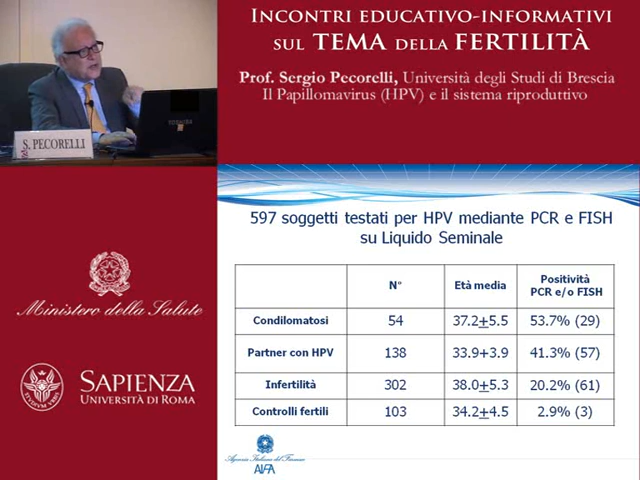 INCONTRI EDUCATIVO-INFORMATIVI
SUL TEMA DELLA FERTILITÀ
Prof. Sergio Pecorelli, Università degli Studi di Brescia
Il Papillomavirus (HPV) e il sistema riproduttivo
S. PECORELLI
597 soggetti testati per HPV mediante PCR e FISH
su Liquido Seminale
N° Età media Positività PCR e/o FISH
Condilomatosi 54 37.2+5.5 53.7% (29)
Partner con HPV 138 33.9+3.9 41.3% (57)
Infertilità 302 38.0+5.3 20.2% (61)
Controlli fertili 103 34.2+4.5 2.9% (3)
Ministero della Salute
SAPIENZA
UNIVERSITÀ DI ROMA
Agenzia Italiana del Farmaco
AIFA